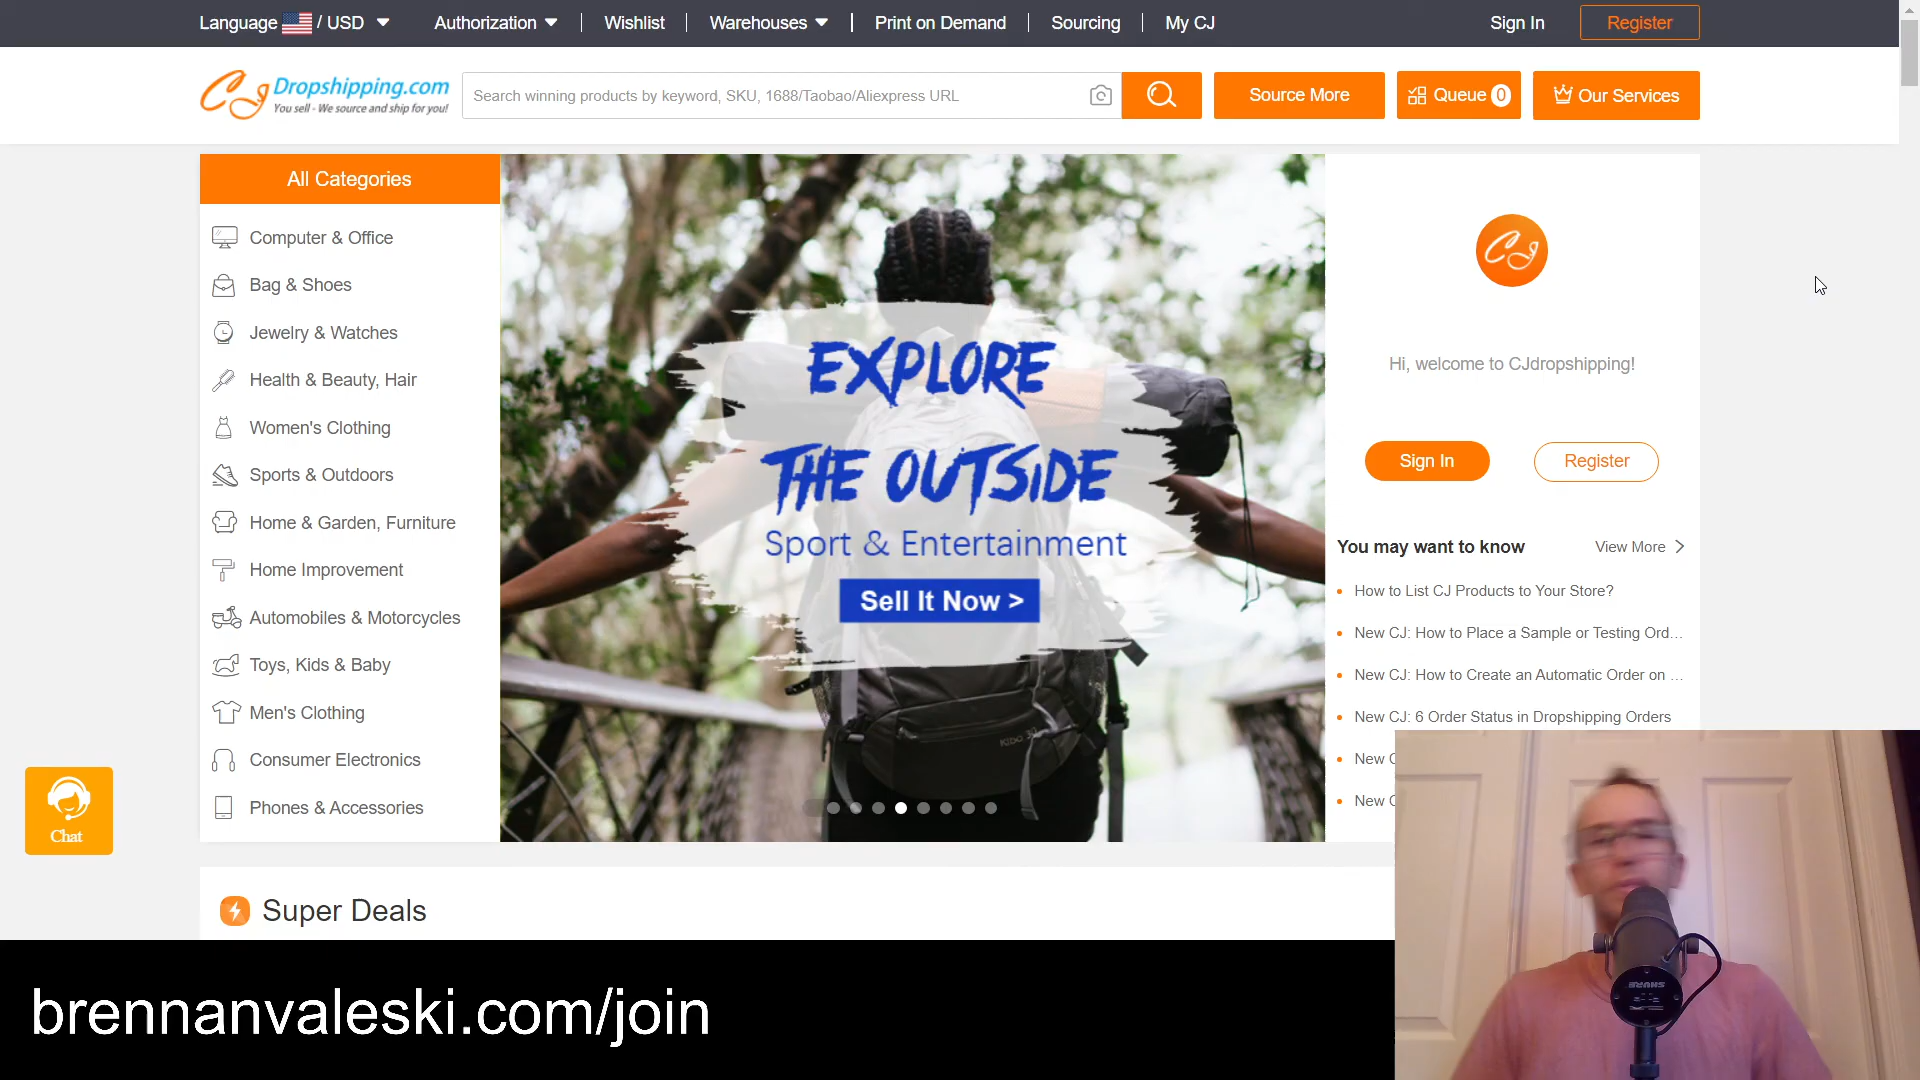 Language / USD
Authorization
Wishlist
Warehouses
Print on Demand
Sourcing
My CJ
Sign In
Register
CJ Dropshipping.com
You sell - We source and ship for you!
Search winning products by keyword, SKU, 1688/Taobao/Aliexpress URL
Source More
Queue 0
Our Services
All Categories
Computer & Office
Bag & Shoes
Jewelry & Watches
Health & Beauty, Hair
Women's Clothing
Sports & Outdoors
Home & Garden, Furniture
Home Improvement
Automobiles & Motorcycles
Toys, Kids & Baby
Men's Clothing
Consumer Electronics
Phones & Accessories
EXPLORE
THE OUTSIDE
Sport & Entertainment
Sell It Now >
KIBO 30
CJ
Hi, welcome to CJdropshipping!
Sign In
Register
You may want to know
View More
How to List CJ Products to Your Store?
New CJ: How to Place a Sample or Testing Ord...
New CJ: How to Create an Automatic Order on ...
New CJ: 6 Order Status in Dropshipping Orders
New
New
Chat
Super Deals
brennanvaleski.com/join
SHURE